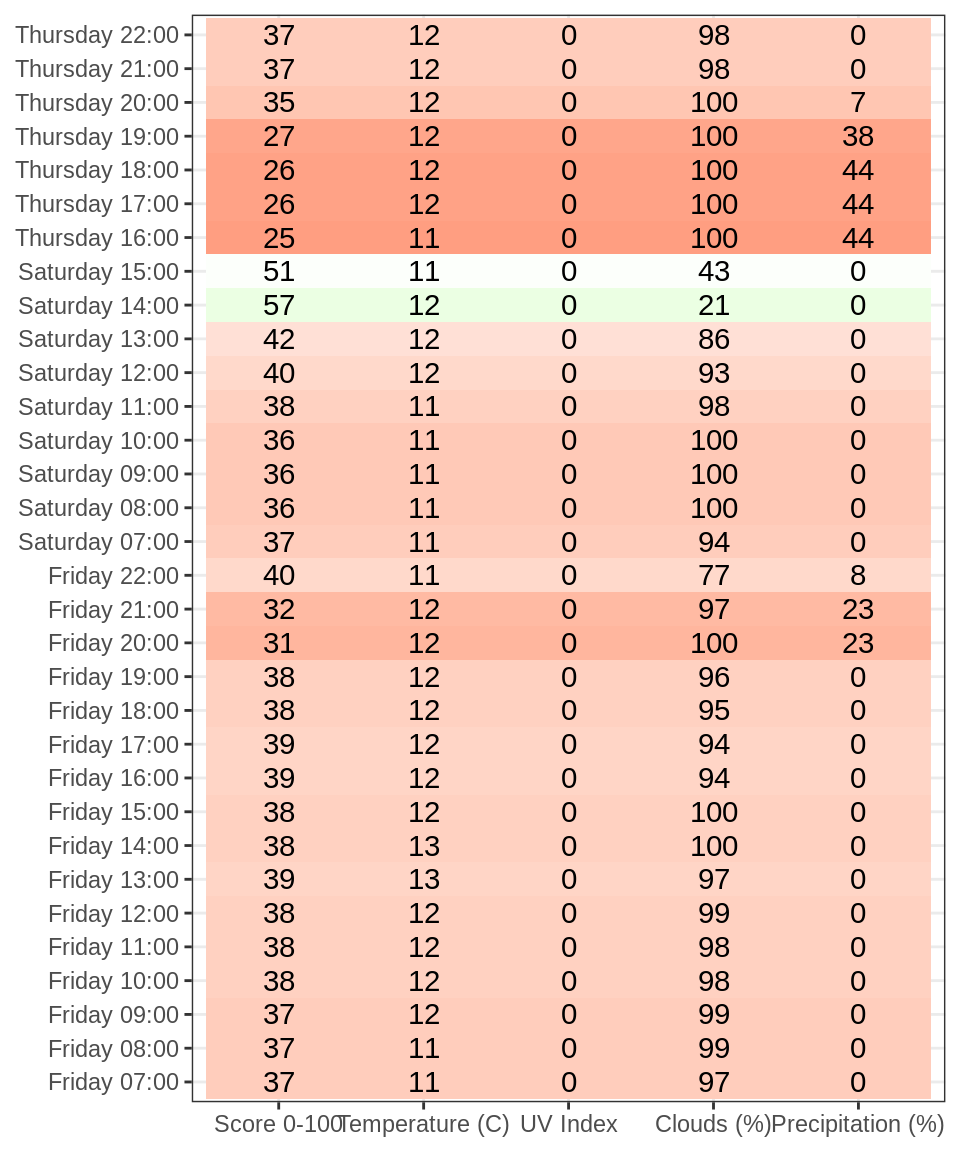 Thursday 22:00 37 12 0 98 0
Thursday 21:00 37 12 0 98 0
Thursday 20:00 35 12 0 100 7
Thursday 19:00 27 12 0 100 38
Thursday 18:00 26 12 0 100 44
Thursday 17:00 26 12 0 100 44
Thursday 16:00 25 11 0 100 44
Saturday 15:00 51 11 0 43 0
Saturday 14:00 57 12 0 21 0
Saturday 13:00 42 12 0 86 0
Saturday 12:00 40 12 0 93 0
Saturday 11:00 38 11 0 98 0
Saturday 10:00 36 11 0 100 0
Saturday 09:00 36 11 0 100 0
Saturday 08:00 36 11 0 100 0
Saturday 07:00 37 11 0 94 0
Friday 22:00 40 11 0 77 8
Friday 21:00 32 12 0 97 23
Friday 20:00 31 12 0 100 23
Friday 19:00 38 12 0 96 0
Friday 18:00 38 12 0 95 0
Friday 17:00 39 12 0 94 0
Friday 16:00 39 12 0 94 0
Friday 15:00 38 12 0 100 0
Friday 14:00 38 13 0 100 0
Friday 13:00 39 13 0 97 0
Friday 12:00 38 12 0 99 0
Friday 11:00 38 12 0 98 0
Friday 10:00 38 12 0 98 0
Friday 09:00 37 12 0 99 0
Friday 08:00 37 11 0 99 0
Friday 07:00 37 11 0 97 0
Score 0-100 Temperature (C) UV Index Clouds (%) Precipitation (%)